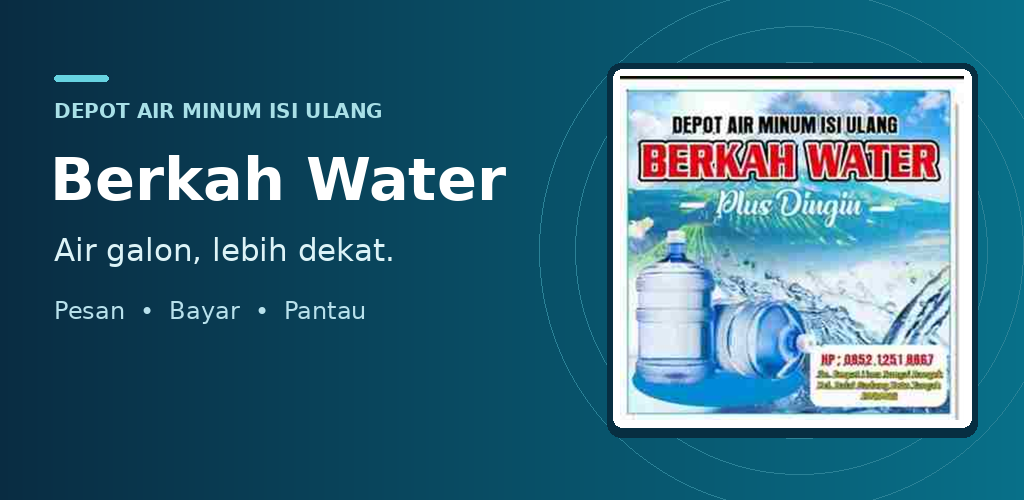 DEPOT AIR MINUM ISI ULANG
Berkah Water
Air galon, lebih dekat.
Pesan • Bayar • Pantau
DEPOT AIR MINUM ISI ULANG
BERKAH WATER
Plus Dingin
HP : 0852 1251 8667